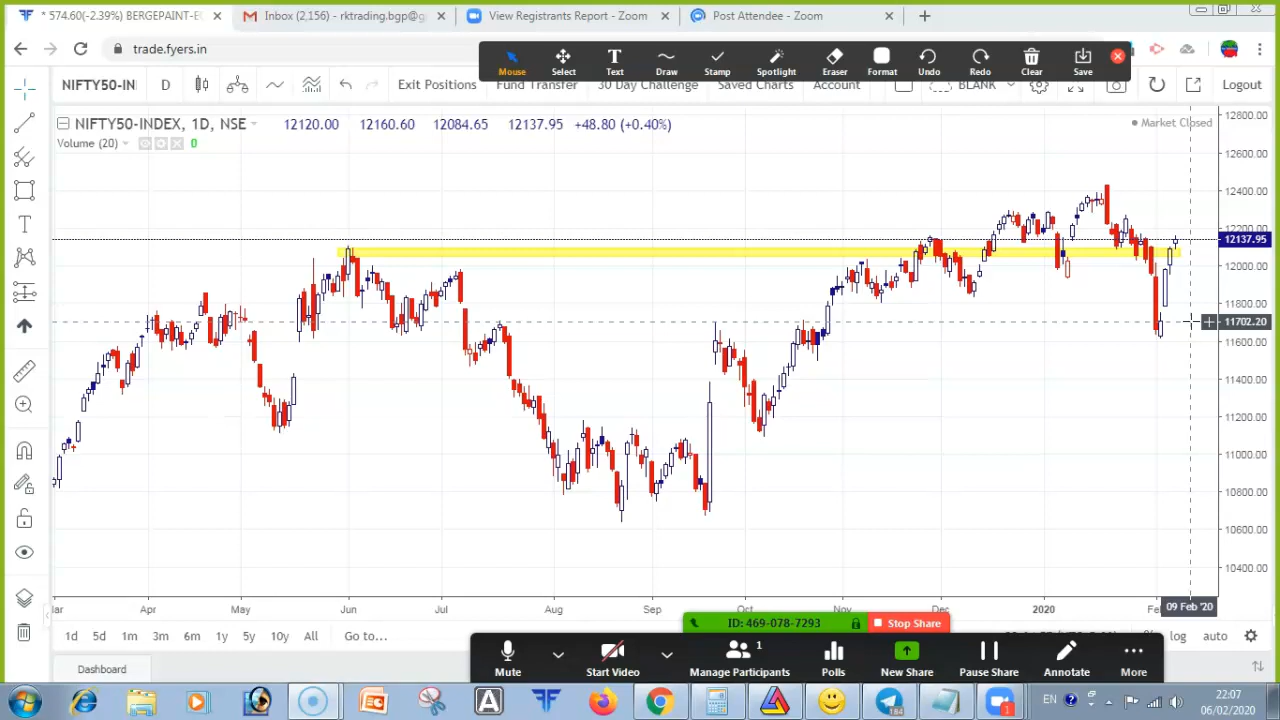 * 574.60(-2.39%) BERGEPAINT-E
Inbox (2,156) - rktrading.bgp@g
View Registrants Report - Zoom
Post Attendee - Zoom
trade.fyers.in
Mouse Select Text Draw Stamp Spotlight Eraser Format Undo Redo Clear Save
NIFTY50-IN D Exit Positions Fund Transfer 30 Day Challenge Saved Charts Account BLANK Logout
NIFTY50-INDEX, 1D, NSE 12120.00 12160.60 12084.65 12137.95 +48.80 (+0.40%)
Market Closed
Volume (20) 0
12800.00
12600.00
12400.00
12200.00
12137.95
12000.00
11800.00
11702.20
11600.00
11400.00
11200.00
11000.00
10800.00
10600.00
10400.00
Apr May Jun Jul Aug Sep Oct Nov Dec 2020 09 Feb '20
1d 5d 1m 3m 6m 1y 5y 10y All Go to...
log auto
ID: 469-078-7293 Stop Share
Mute Start Video Manage Participants 1 Polls New Share Pause Share Annotate More
Dashboard
184
1
EN
22:07
06/02/2020